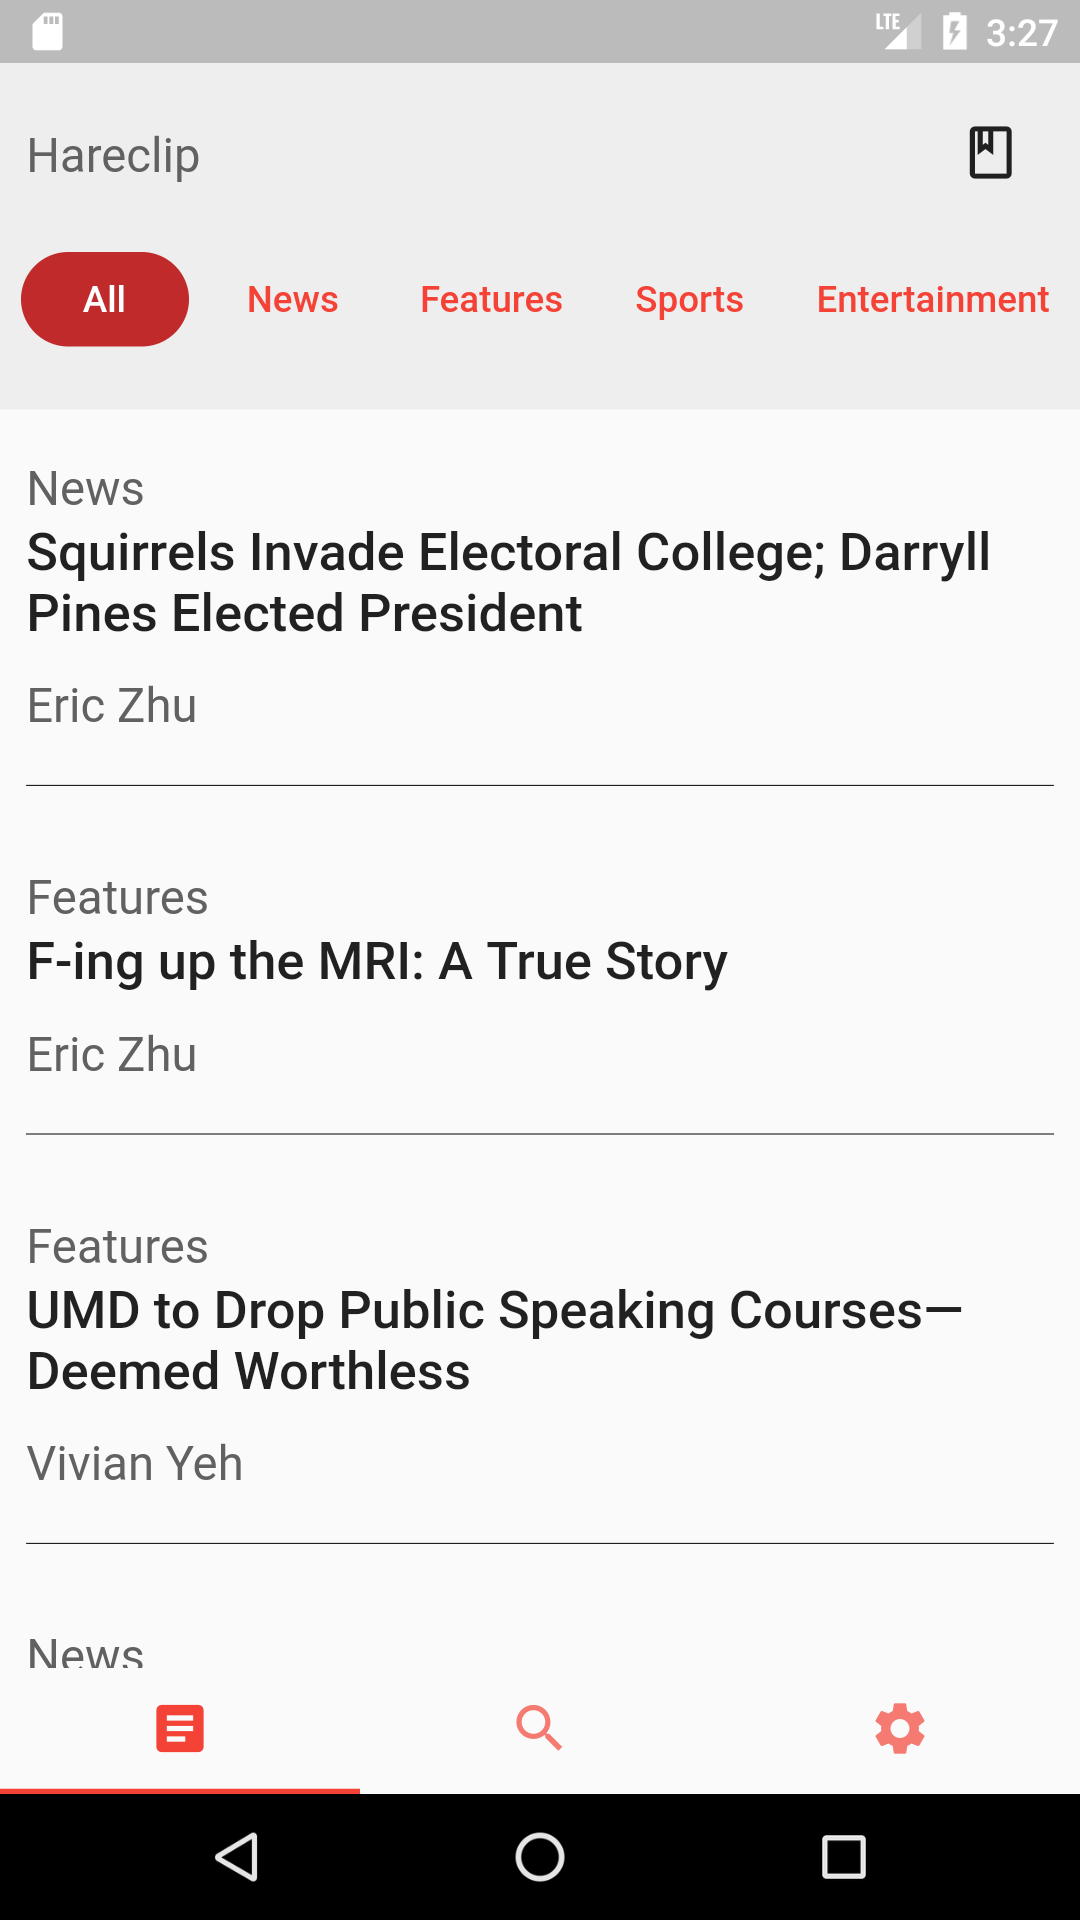 LTE 3:27
Hareclip
All News Features Sports Entertainment
News
Squirrels Invade Electoral College; Darryll
Pines Elected President
Eric Zhu
Features
F-ing up the MRI: A True Story
Eric Zhu
Features
UMD to Drop Public Speaking Courses—
Deemed Worthless
Vivian Yeh
News